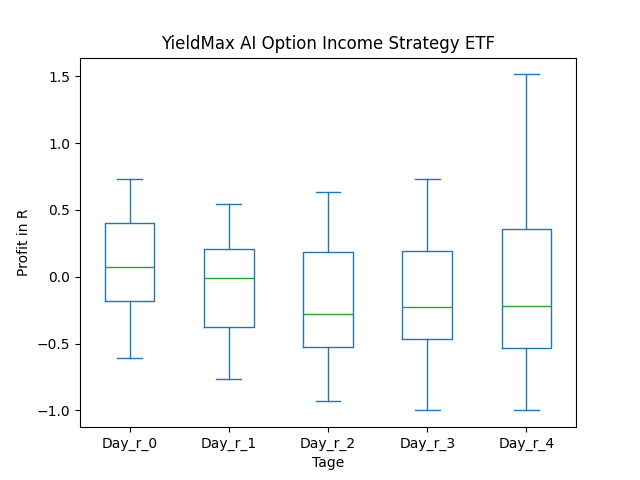 YieldMax AI Option Income Strategy ETF
1.5
1.0
0.5
0.0
−0.5
−1.0
Profit in R
Day_r_0 Day_r_1 Day_r_2 Day_r_3 Day_r_4
Tage